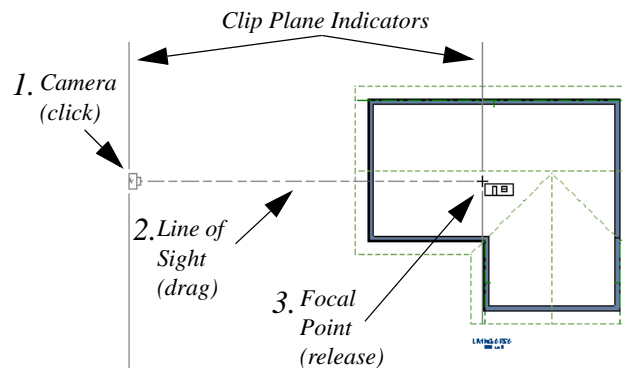 Clip Plane Indicators
1. Camera
(click)
2. Line of
Sight
(drag)
3. Focal
Point
(release)